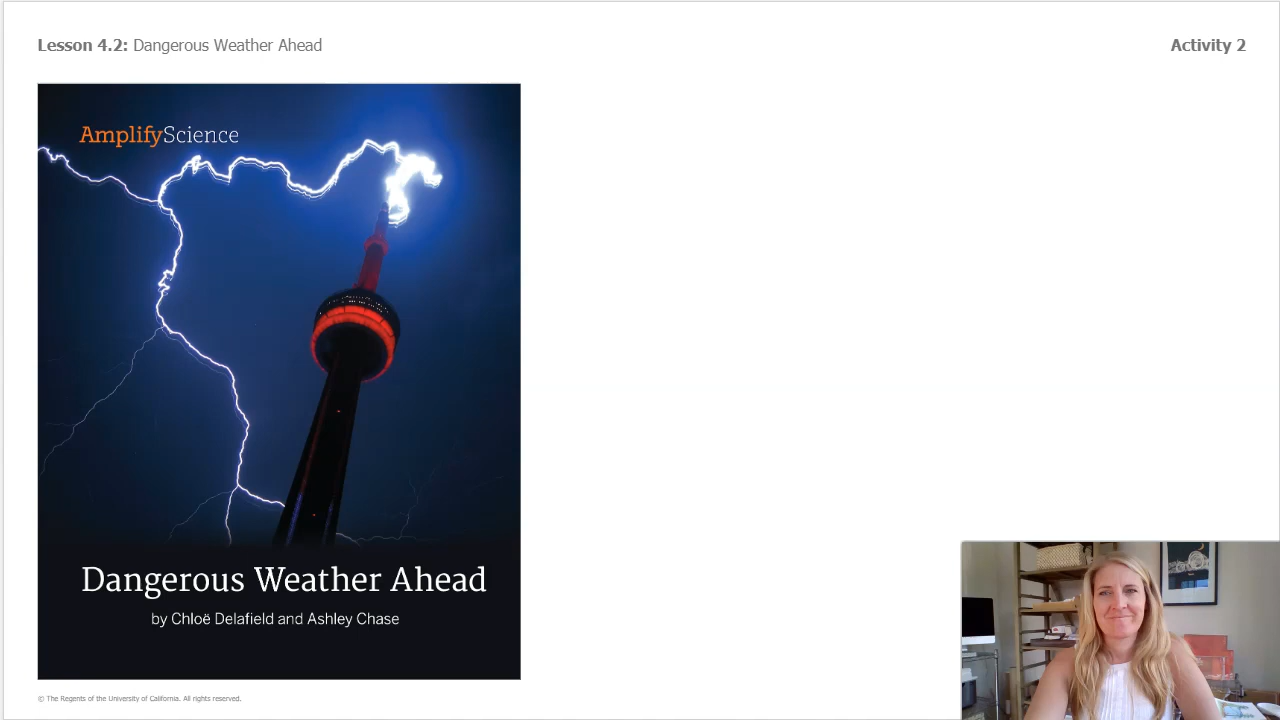 Lesson 4.2: Dangerous Weather Ahead
Activity 2
AmplifyScience
Dangerous Weather Ahead
by Chloë Delafield and Ashley Chase
© The Regents of the University of California. All rights reserved.